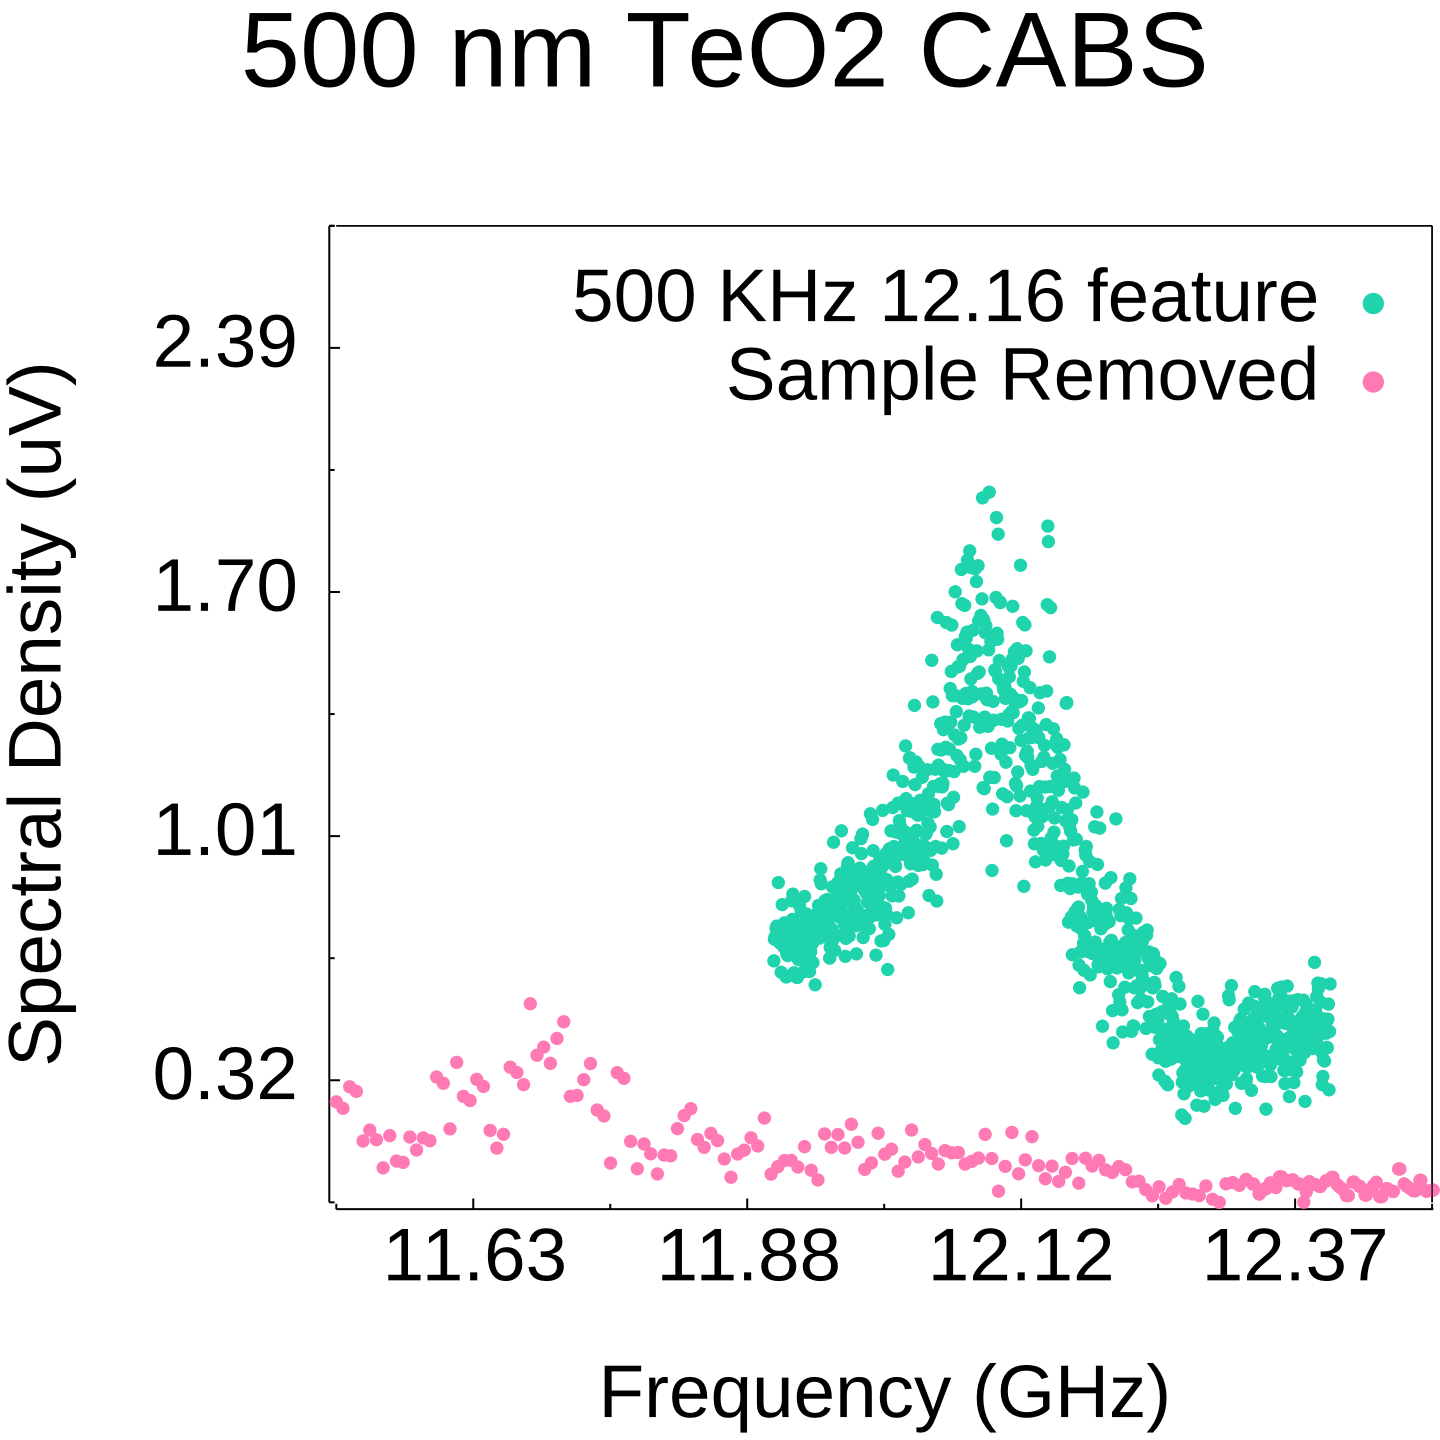 500 nm TeO2 CABS
500 KHz 12.16 feature
Sample Removed
Spectral Density (uV)
2.39
1.70
1.01
0.32
11.63 11.88 12.12 12.37
Frequency (GHz)